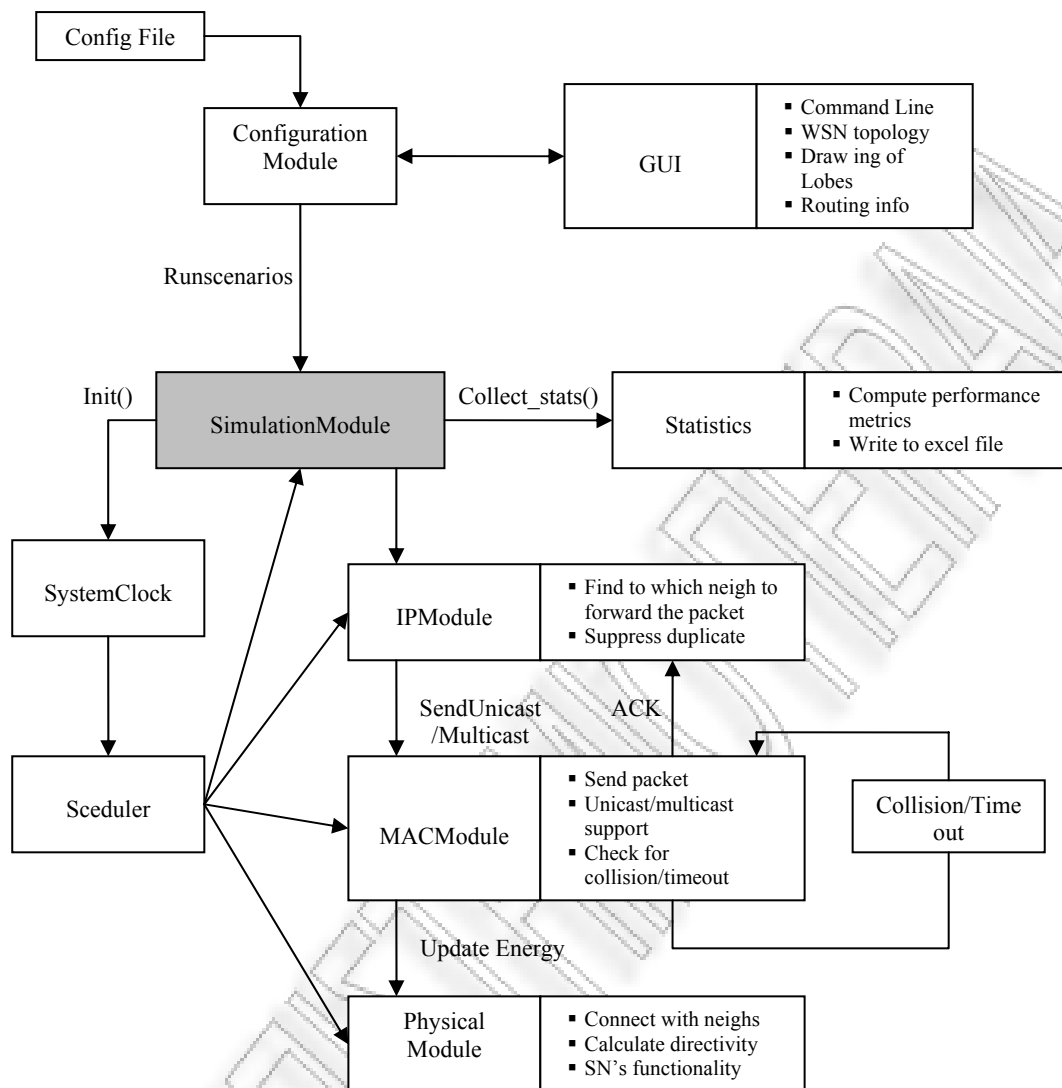 Config File
Configuration
Module
GUI
▪ Command Line
▪ WSN topology
▪ Draw ing of
Lobes
▪ Routing info
Runscenarios
Init()
SimulationModule
Collect_stats()
Statistics
▪ Compute performance
metrics
▪ Write to excel file
SystemClock
IPModule
▪ Find to which neigh to
forward the packet
▪ Suppress duplicate
SendUnicast
/Multicast
ACK
Sceduler
MACModule
▪ Send packet
▪ Unicast/multicast
support
▪ Check for
collision/timeout
Collision/Time
out
Update Energy
Physical
Module
▪ Connect with neighs
▪ Calculate directivity
▪ SN's functionality